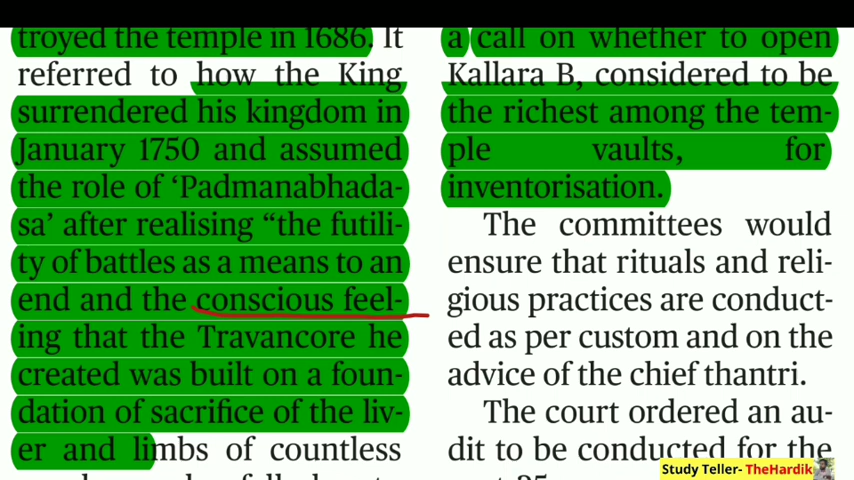 troyed the temple in 1686. It
referred to how the King
surrendered his kingdom in
January 1750 and assumed
the role of ‘Padmanabhada-
sa’ after realising “the futili-
ty of battles as a means to an
end and the conscious feel-
ing that the Travancore he
created was built on a foun-
dation of sacrifice of the liv-
er and limbs of countless
a call on whether to open
Kallara B, considered to be
the richest among the tem-
ple vaults, for
inventorisation.
The committees would
ensure that rituals and reli-
gious practices are conduct-
ed as per custom and on the
advice of the chief thantri.
The court ordered an au-
dit to be conducted for the
Study Teller- TheHardik